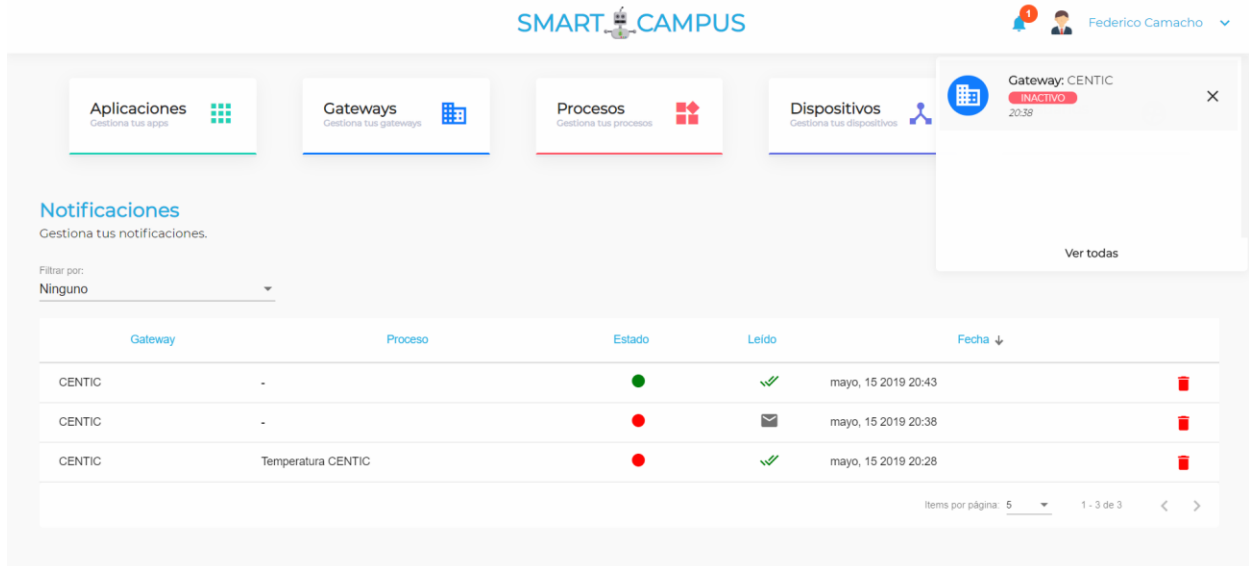 SMART CAMPUS
1
Federico Camacho
Aplicaciones
Gestiona tus apps
Gateways
Gestiona tus gateways
Procesos
Gestiona tus procesos
Dispositivos
Gestiona tus dispositivos
Gateway: CENTIC
INACTIVO
20:38
Ver todas
Notificaciones
Gestiona tus notificaciones.
Filtrar por:
Ninguno
Gateway Proceso Estado Leído Fecha
CENTIC - mayo, 15 2019 20:43
CENTIC - mayo, 15 2019 20:38
CENTIC Temperatura CENTIC mayo, 15 2019 20:28
Items por página: 5 1 - 3 de 3